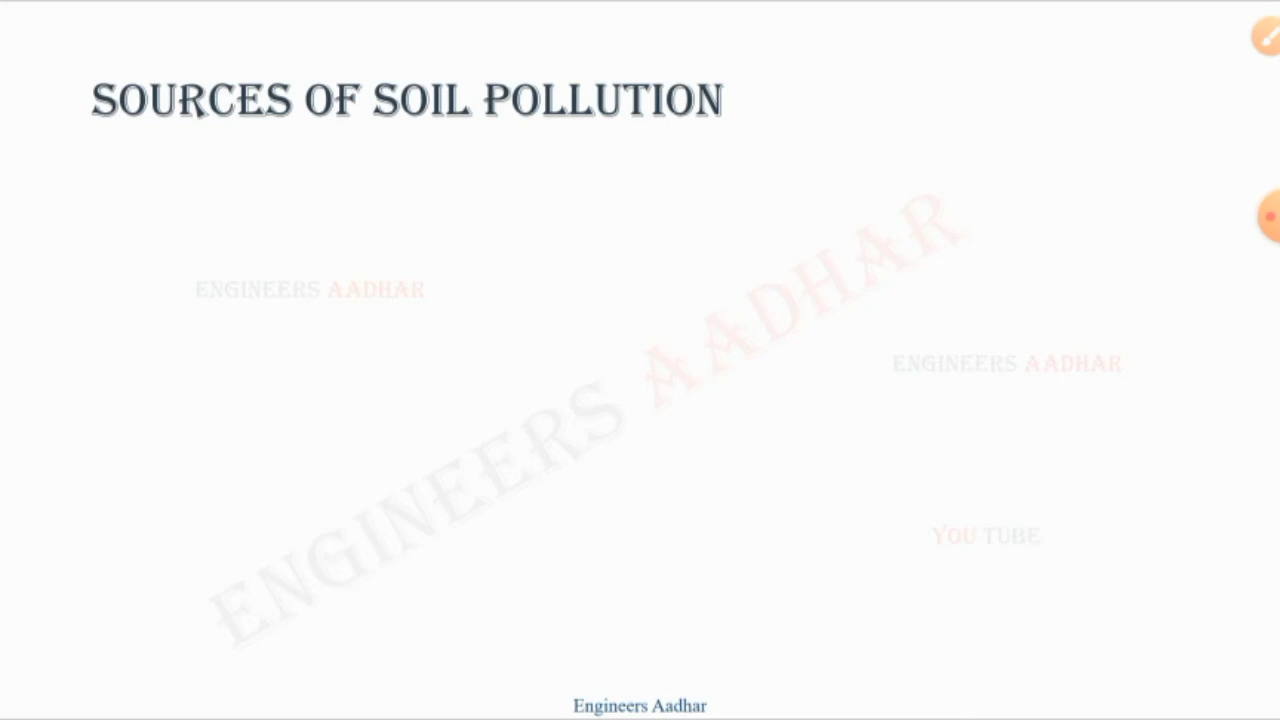 SOURCES OF SOIL POLLUTION
ENGINEERS AADHAR
ENGINEERS AADHAR
ENGINEERS AADHAR
YOU TUBE
Engineers Aadhar